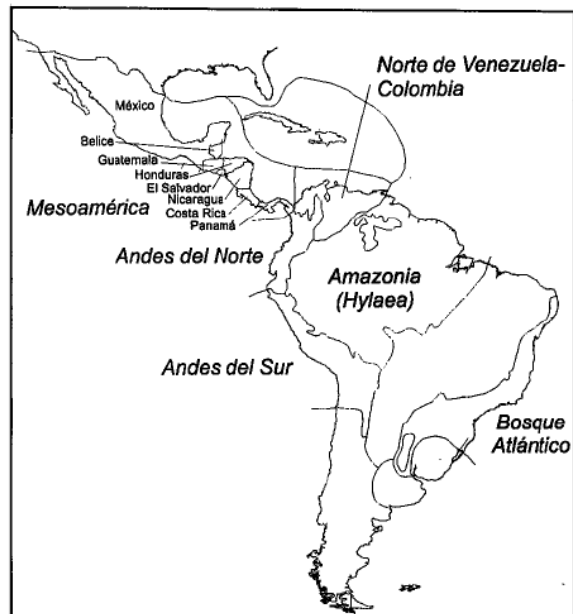 Norte de Venezuela-
Colombia
México
Belice
Guatemala
Honduras
El Salvador
Nicaragua
Costa Rica
Panamá
Mesoamérica
Andes del Norte
Amazonia
(Hylaea)
Andes del Sur
Bosque
Atlántico